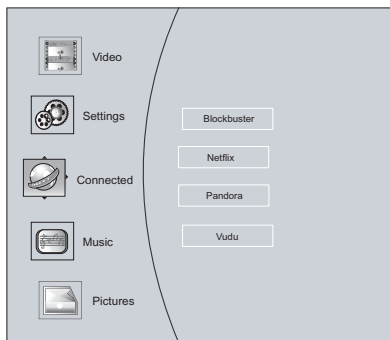 Video
Settings
Connected
Music
Pictures
Blockbuster
Netflix
Pandora
Vudu